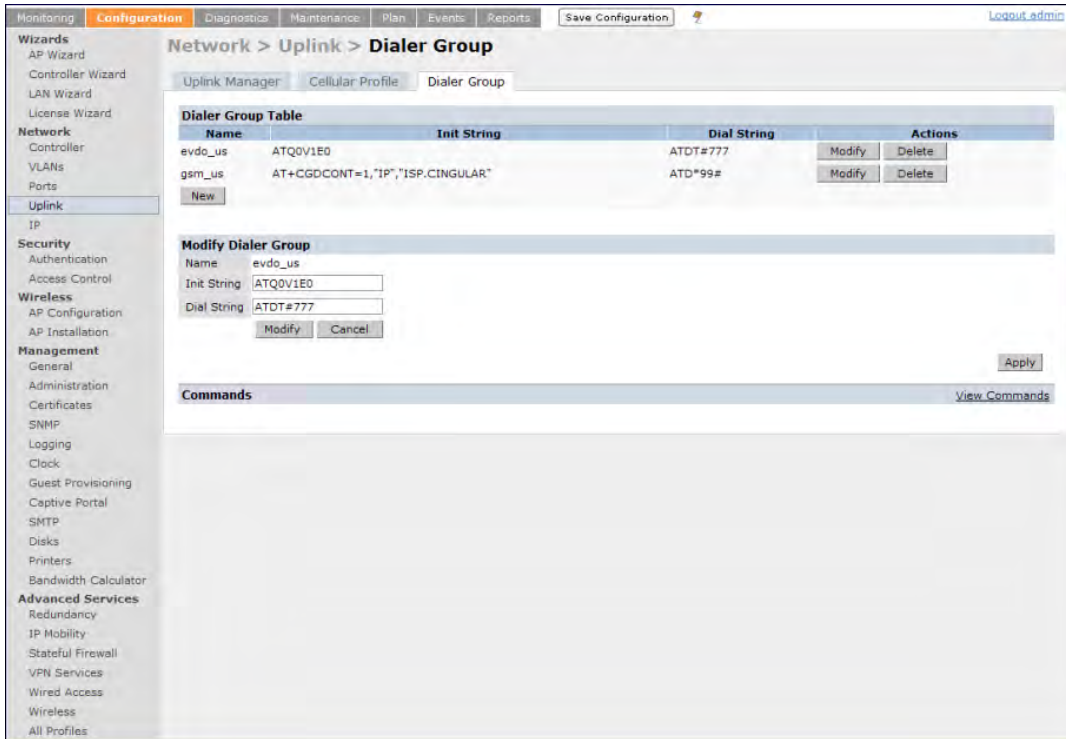 Monitoring Configuration Diagnostics Maintenance Plan Events Reports Save Configuration Logout admin
Wizards
AP Wizard
Controller Wizard
LAN Wizard
License Wizard
Network
Controller
VLANs
Ports
Uplink
IP
Security
Authentication
Access Control
Wireless
AP Configuration
AP Installation
Management
General
Administration
Certificates
SNMP
Logging
Clock
Guest Provisioning
Captive Portal
SMTP
Disks
Printers
Bandwidth Calculator
Advanced Services
Redundancy
IP Mobility
Stateful Firewall
VPN Services
Wired Access
Wireless
All Profiles
Network > Uplink > Dialer Group
Uplink Manager Cellular Profile Dialer Group
Dialer Group Table
Name Init String Dial String Actions
evdo_us ATQ0V1E0 ATDT#777 Modify Delete
gsm_us AT+CGDCONT=1,"IP","ISP.CINGULAR" ATD*99# Modify Delete
New
Modify Dialer Group
Name evdo_us
Init String ATQ0V1E0
Dial String ATDT#777
Modify Cancel
Apply
Commands View Commands